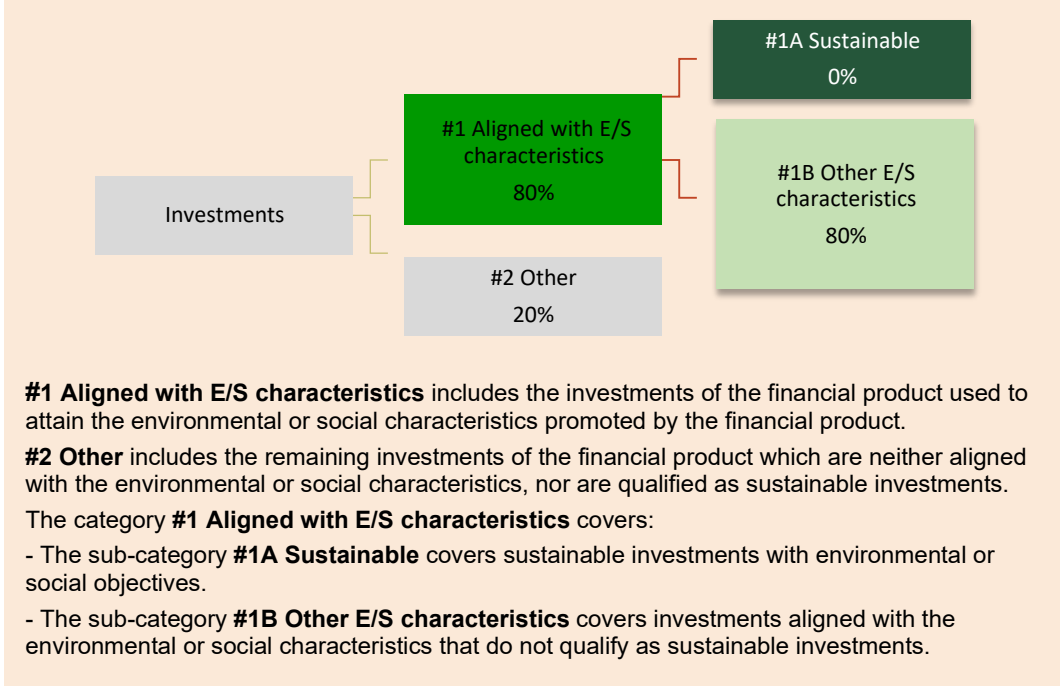 #1A Sustainable
0%
#1 Aligned with E/S
characteristics
80%
#1B Other E/S
characteristics
80%
Investments
#2 Other
20%
#1 Aligned with E/S characteristics includes the investments of the financial product used to
attain the environmental or social characteristics promoted by the financial product.
#2 Other includes the remaining investments of the financial product which are neither aligned
with the environmental or social characteristics, nor are qualified as sustainable investments.
The category #1 Aligned with E/S characteristics covers:
- The sub-category #1A Sustainable covers sustainable investments with environmental or
social objectives.
- The sub-category #1B Other E/S characteristics covers investments aligned with the
environmental or social characteristics that do not qualify as sustainable investments.